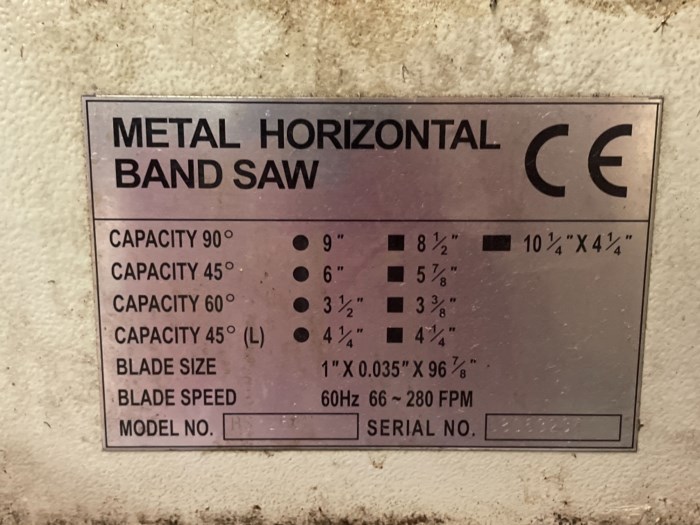 METAL HORIZONTAL CE
BAND SAW
CAPACITY 90° ● 9" ■ 8 ½" ▬ 10 ¼" X 4 ¼"
CAPACITY 45° ● 6" ■ 5 ⅞"
CAPACITY 60° ● 3 ½" ■ 3 ⅜"
CAPACITY 45° (L) ● 4 ¼" ■ 4 ¼"
BLADE SIZE 1" X 0.035" X 96 ⅞"
BLADE SPEED 60Hz 66 ~ 280 FPM
MODEL NO. SERIAL NO.